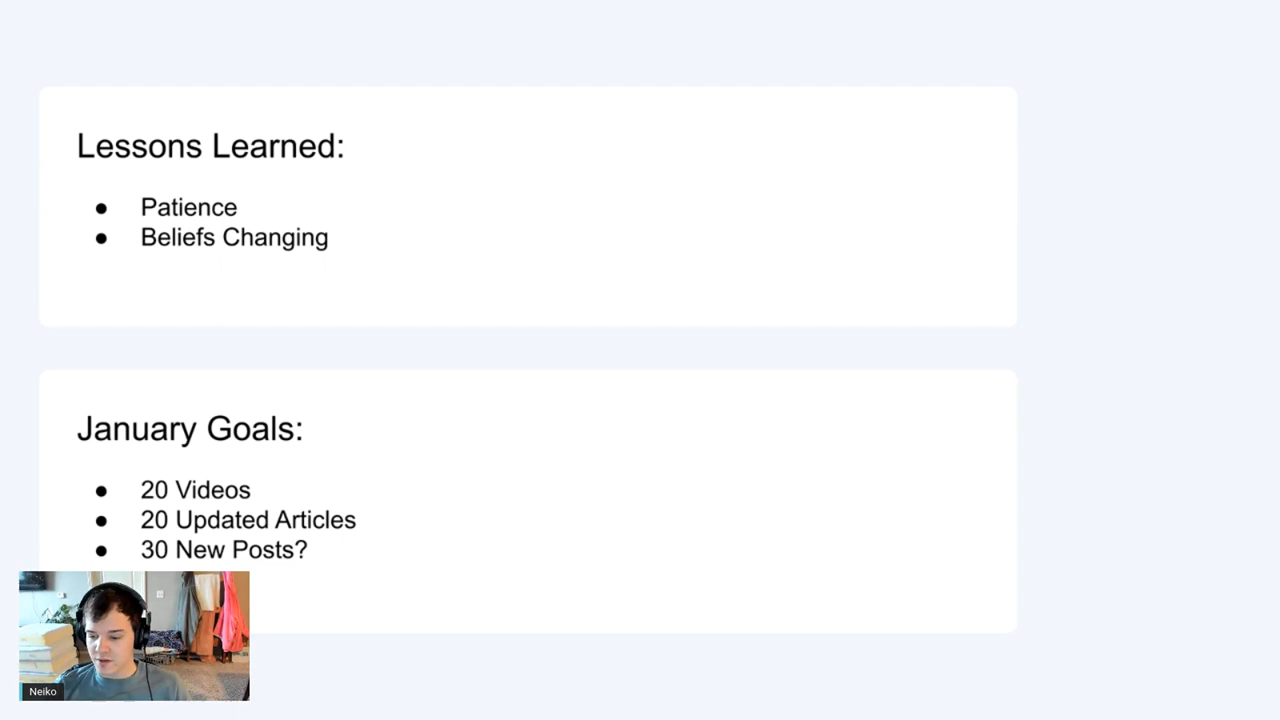 Lessons Learned:
● Patience
● Beliefs Changing
January Goals:
● 20 Videos
● 20 Updated Articles
● 30 New Posts?
Neiko